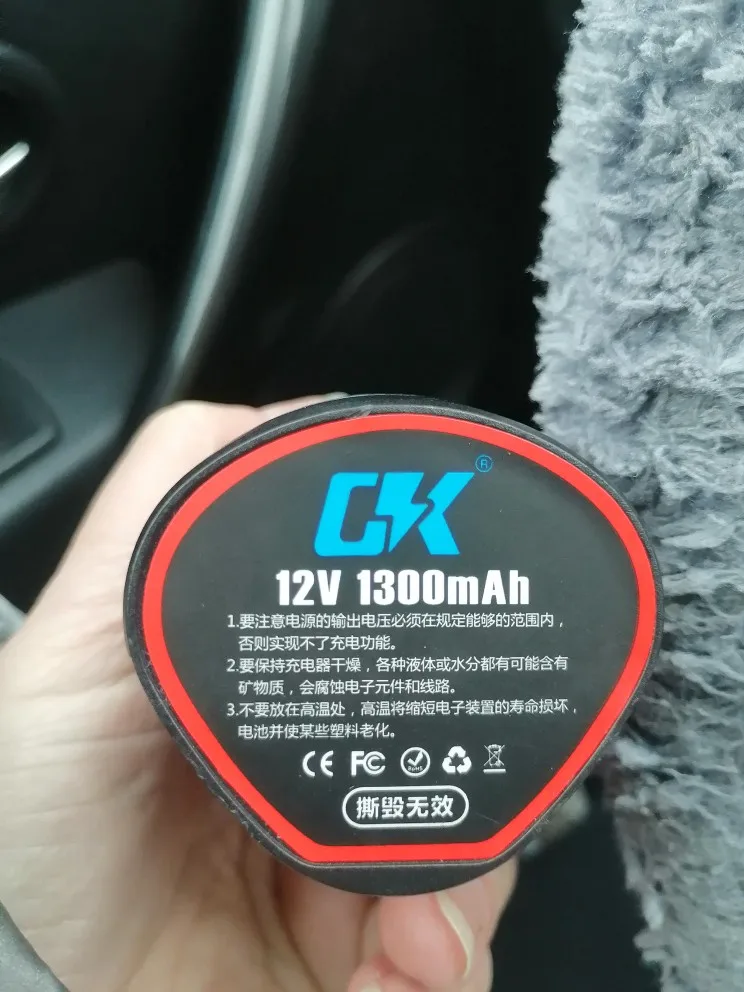 CK®
12V 1300mAh
1.要注意电源的输出电压必须在规定能够的范围内，
否则实现不了充电功能。
2.要保持充电器干燥，各种液体或水分都有可能含有
矿物质，会腐蚀电子元件和线路。
3.不要放在高温处，高温将缩短电子装置的寿命损坏，
电池并使某些塑料老化。
CE FC RoHS
撕毁无效